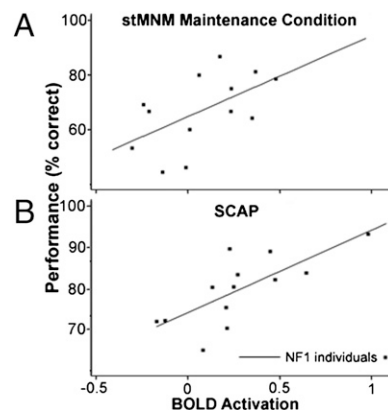 A
stMNM Maintenance Condition
80
60
Performance (% correct)
B
SCAP
100
90
80
70
NF1 individuals
-0.5 0 0.5 1
BOLD Activation